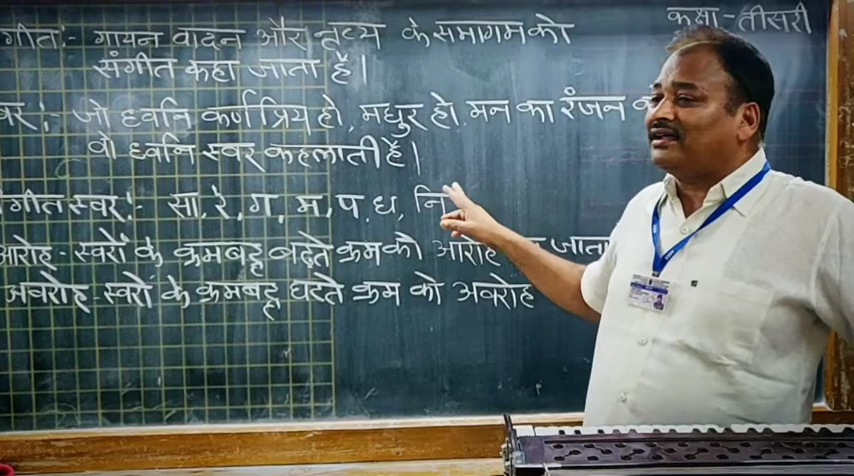 कक्षा - तीसरी
गीत :- गायन वादन और नृत्य के समागम को
संगीत कहा जाता है।
वर :- जो ध्वनि कर्णप्रिय हो, मधुर हो, मन का रंजन
वो ध्वनि स्वर कहलाती है।
गीत स्वर :- सा, रे, ग, म, प, ध, नि
आरोह - स्वरों के क्रमबद्ध बढ़ते क्रम को आरोह जाता
अवरोह - स्वरों के क्रमबद्ध घटते क्रम को अवरोह